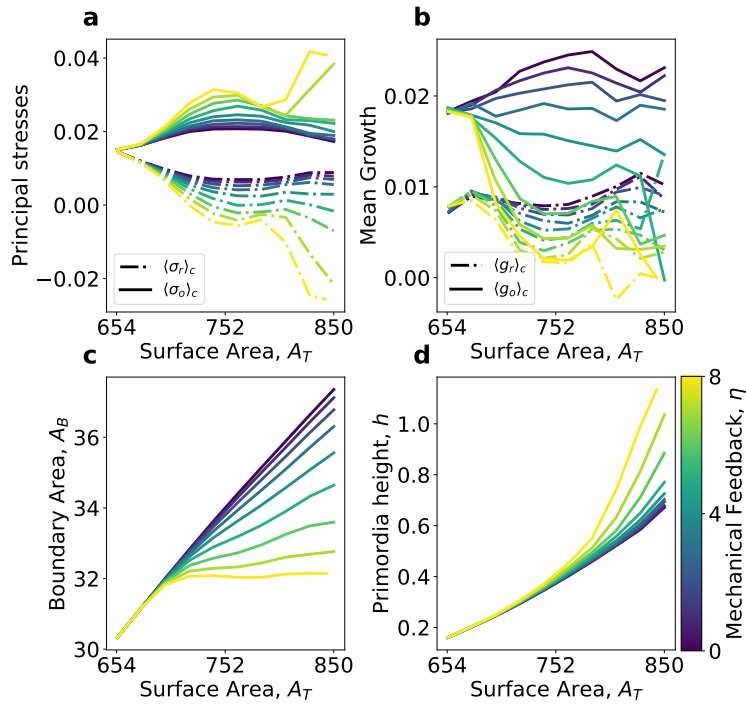 a
Principal stresses
0.04
0.02
0.00
−0.02
⟨σr⟩c
⟨σo⟩c
654
752
850
Surface Area, AT
b
Mean Growth
0.02
0.01
0.00
⟨gr⟩c
⟨go⟩c
654
752
850
Surface Area, AT
c
Boundary Area, AB
36
34
32
30
654
752
850
Surface Area, AT
d
Primordia height, h
1.0
0.8
0.6
0.4
0.2
654
752
850
Surface Area, AT
8
4
0
Mechanical Feedback, η